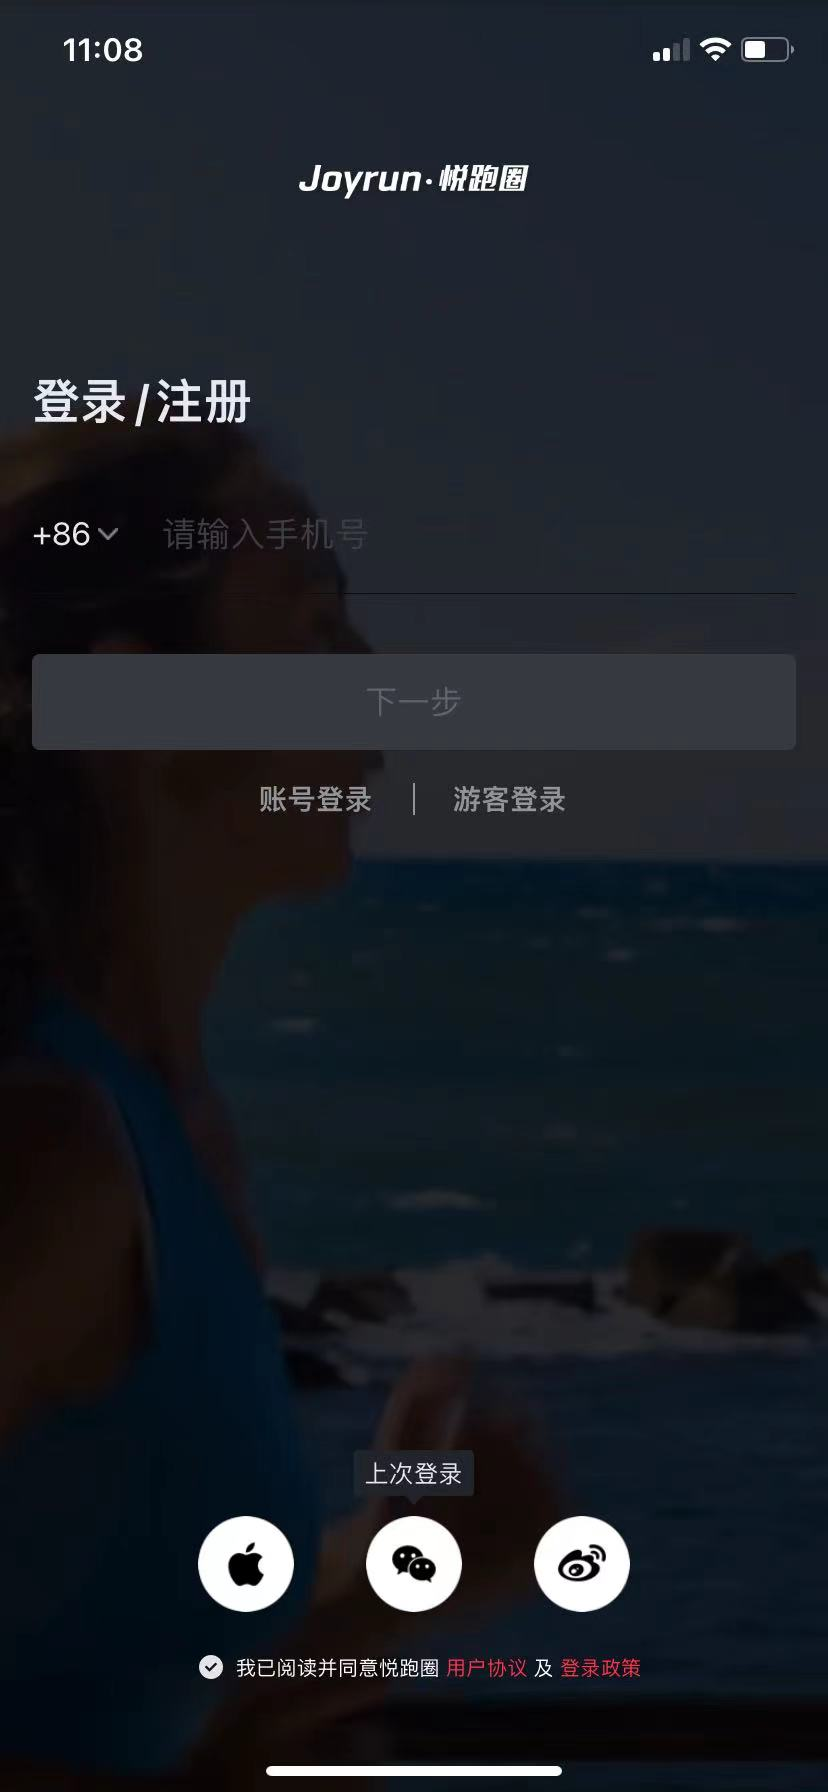 11:08
Joyrun·悦跑圈
登录/注册
+86 请输入手机号
下一步
账号登录 | 游客登录
上次登录
我已阅读并同意悦跑圈 用户协议 及 登录政策